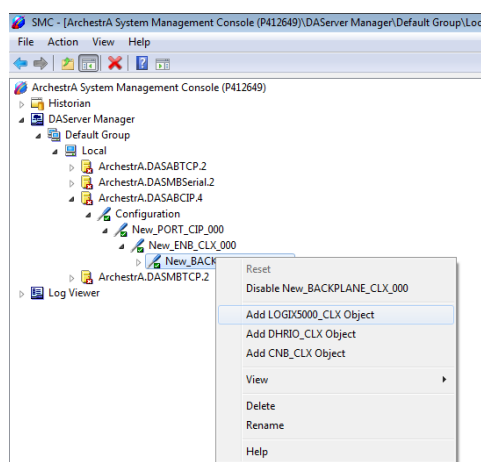 SMC - [ArchestrA System Management Console (P412649)\DAServer Manager\Default Group\Loc
File Action View Help
ArchestrA System Management Console (P412649)
Historian
DAServer Manager
Default Group
Local
ArchestrA.DASABTCP.2
ArchestrA.DASMBSerial.2
ArchestrA.DASABCIP.4
Configuration
New_PORT_CIP_000
New_ENB_CLX_000
New_BACK
ArchestrA.DASMBTCP.2
Log Viewer
Reset
Disable New_BACKPLANE_CLX_000
Add LOGIX5000_CLX Object
Add DHRIO_CLX Object
Add CNB_CLX Object
View
Delete
Rename
Help